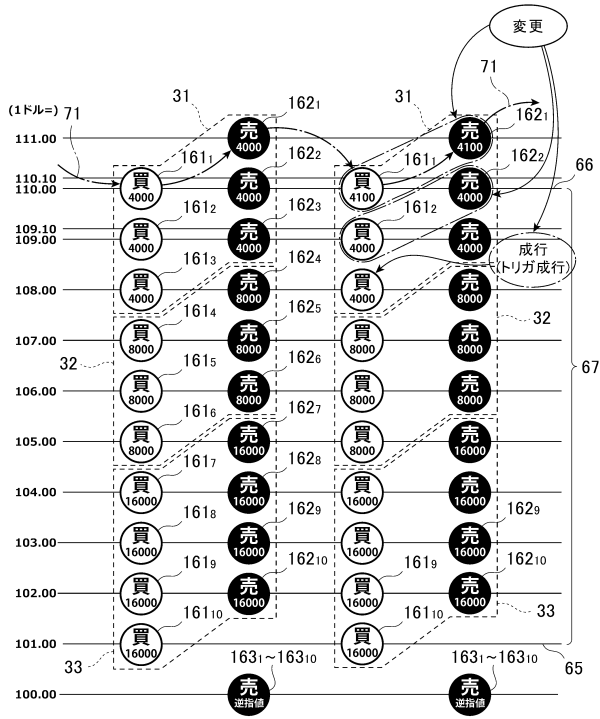 変更
(1ドル=)
71
31
162₁
31
71
111.00
売
4000
売
4100
162₁
161₁
162₂
161₁
162₂
66
110.10
110.00
買
4000
売
4000
買
4100
売
4000
161₂
162₃
161₂
109.10
109.00
買
4000
売
4000
買
4000
売
4000
成行
(トリガ成行)
161₃
162₄
108.00
買
4000
売
8000
買
4000
売
8000
161₄
162₅
32
107.00
買
8000
売
8000
買
8000
売
8000
32
161₅
162₆
67
106.00
買
8000
売
8000
買
8000
売
8000
161₆
162₇
105.00
買
8000
売
16000
買
8000
売
16000
161₇
162₈
104.00
買
16000
売
16000
買
16000
売
16000
161₈
162₉
162₉
103.00
買
16000
売
16000
買
16000
売
16000
161₉
162₁₀
161₉
162₁₀
102.00
買
16000
売
16000
買
16000
売
16000
33
161₁₀
161₁₀
101.00
買
16000
買
16000
33
65
163₁～163₁₀
163₁～163₁₀
100.00
売
逆指値
売
逆指値